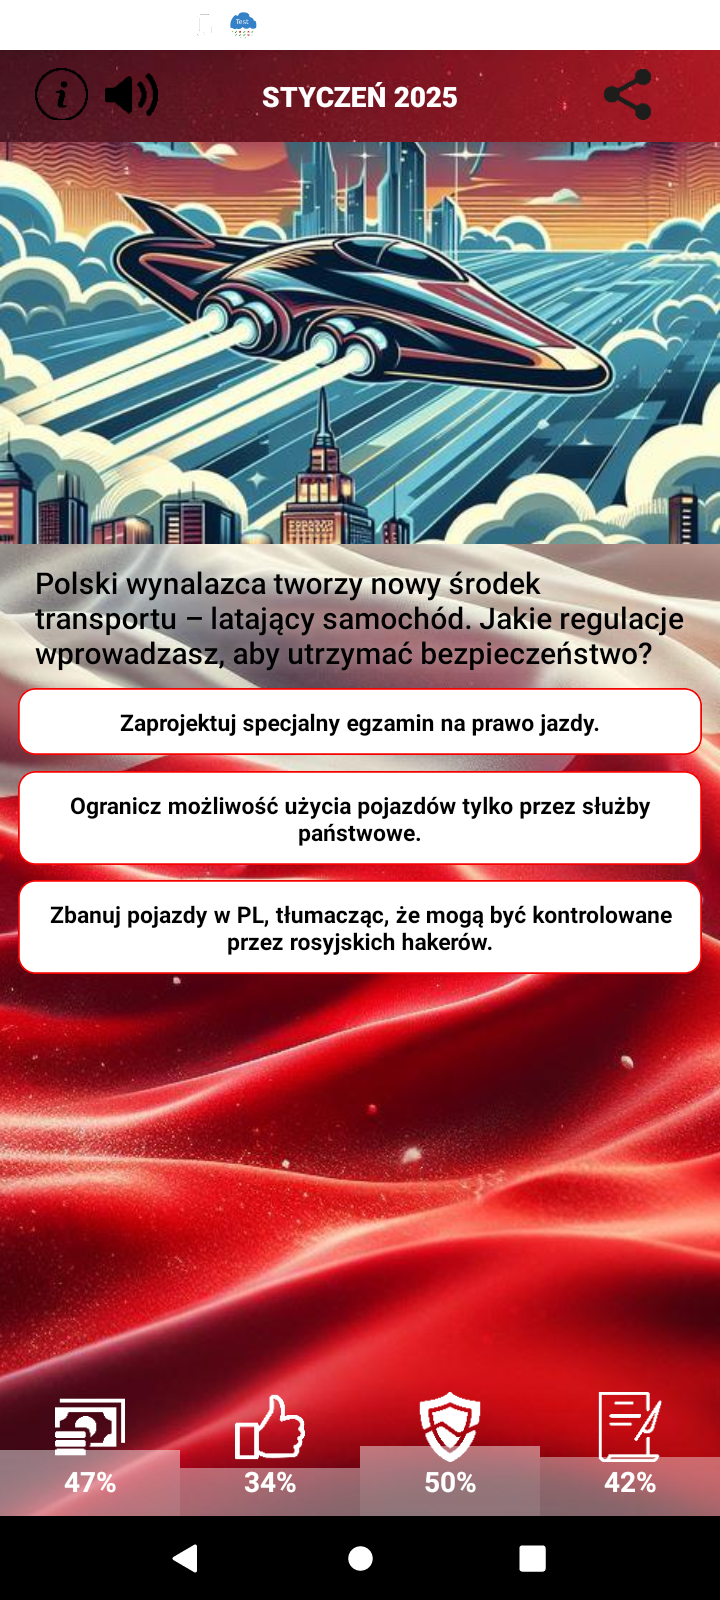 Test
STYCZEŃ 2025
Polski wynalazca tworzy nowy środek
transportu – latający samochód. Jakie regulacje
wprowadzasz, aby utrzymać bezpieczeństwo?
Zaprojektuj specjalny egzamin na prawo jazdy.
Ogranicz możliwość użycia pojazdów tylko przez służby
państwowe.
Zbanuj pojazdy w PL, tłumacząc, że mogą być kontrolowane
przez rosyjskich hakerów.
47% 34% 50% 42%